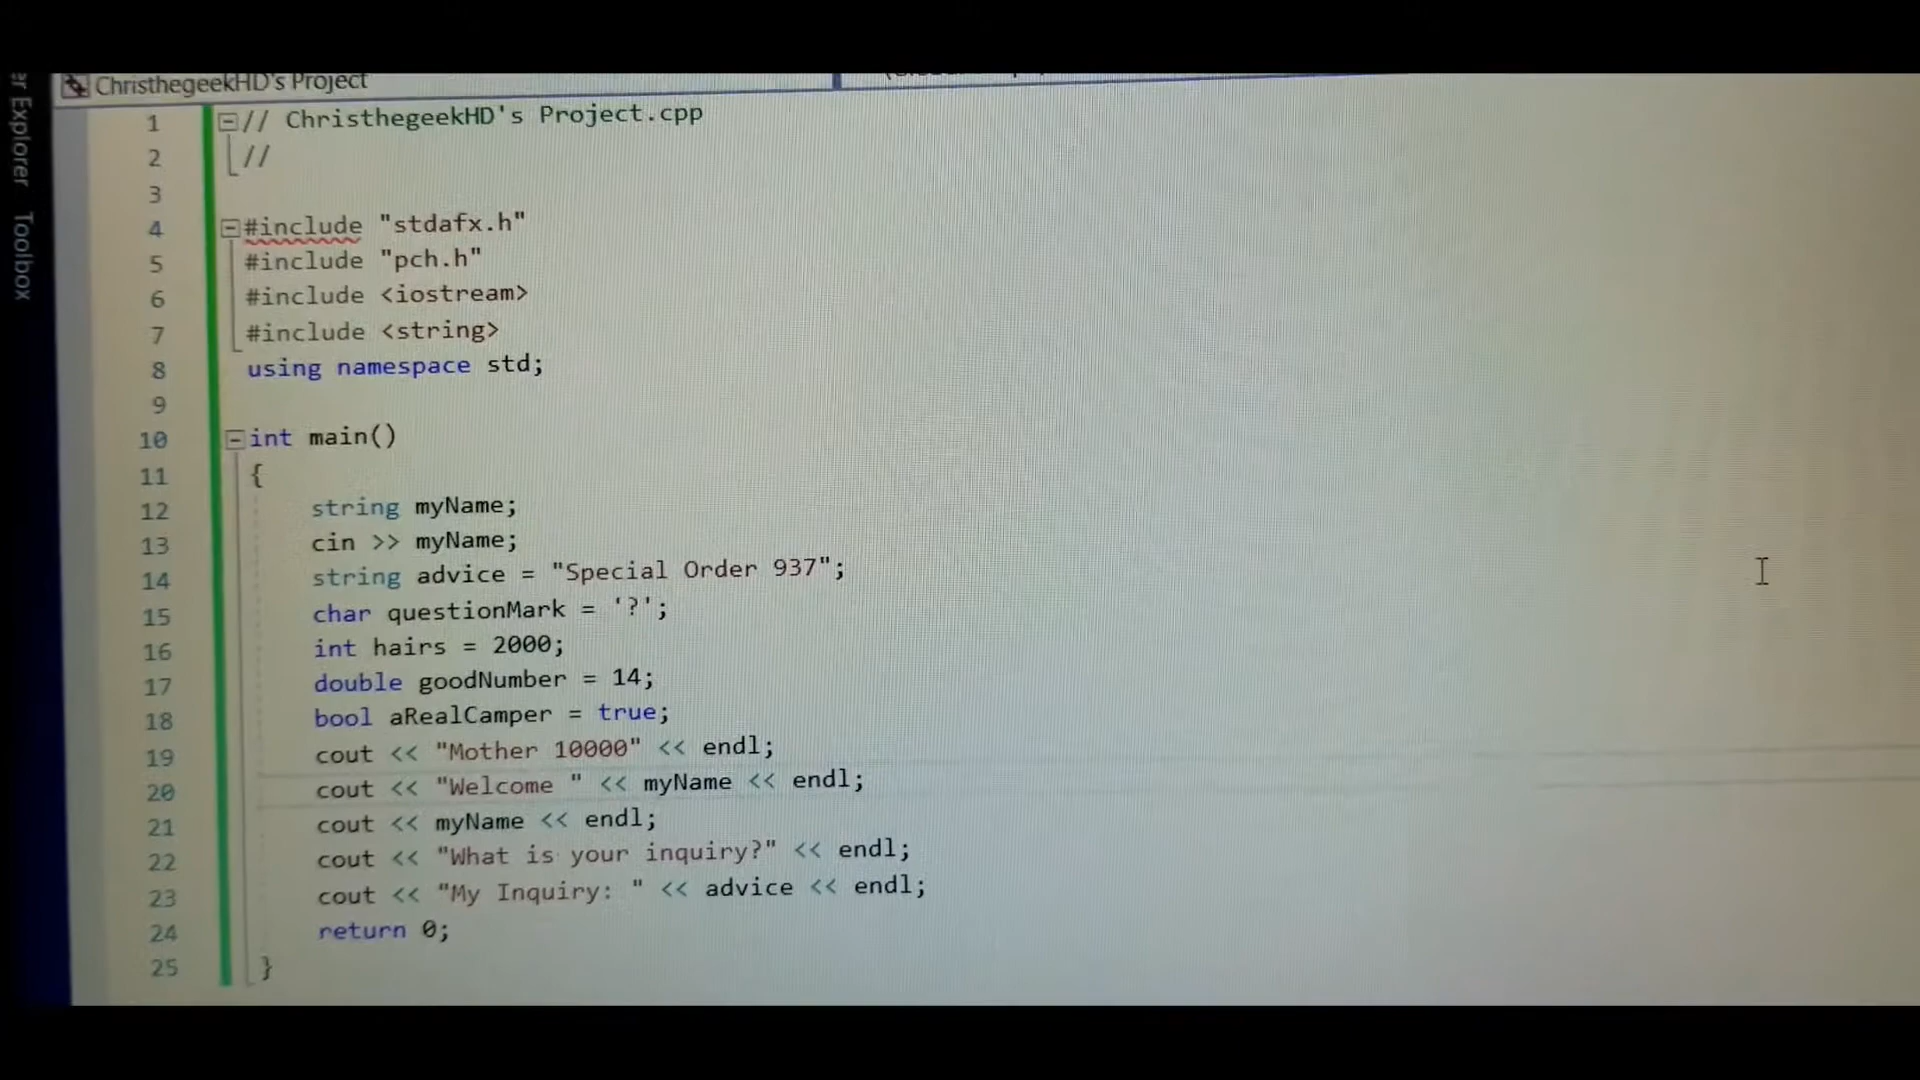 er Explorer
Toolbox
ChristhegeekHD's Project
1 // ChristhegeekHD's Project.cpp
2 //
3
4 #include "stdafx.h"
5 #include "pch.h"
6 #include <iostream>
7 #include <string>
8 using namespace std;
9
10 int main()
11 {
12 string myName;
13 cin >> myName;
14 string advice = "Special Order 937";
15 char questionMark = '?';
16 int hairs = 2000;
17 double goodNumber = 14;
18 bool aRealCamper = true;
19 cout << "Mother 10000" << endl;
20 cout << "Welcome " << myName << endl;
21 cout << myName << endl;
22 cout << "What is your inquiry?" << endl;
23 cout << "My Inquiry: " << advice << endl;
24 return 0;
25 }